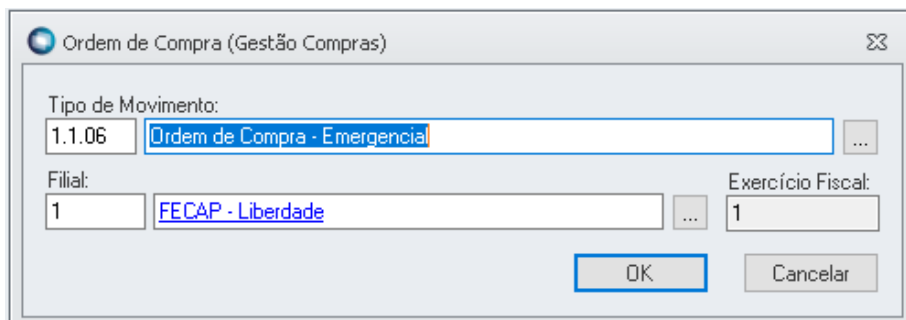 Ordem de Compra (Gestão Compras)
Tipo de Movimento:
1.1.06 Ordem de Compra - Emergencial ...
Filial: Exercício Fiscal:
1 FECAP - Liberdade ... 1
OK Cancelar